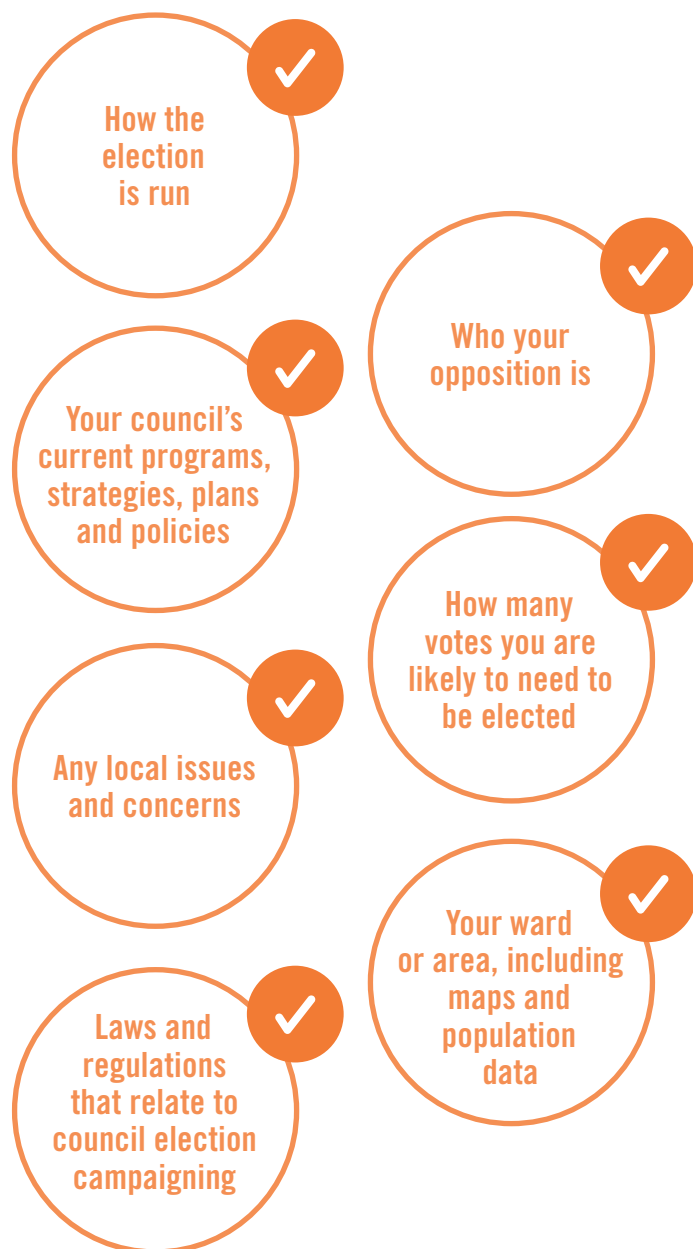 How the
election
is run
Who your
opposition is
Your council’s
current programs,
strategies, plans
and policies
How many
votes you are
likely to need to
be elected
Any local issues
and concerns
Your ward
or area, including
maps and
population
data
Laws and
regulations
that relate to
council election
campaigning